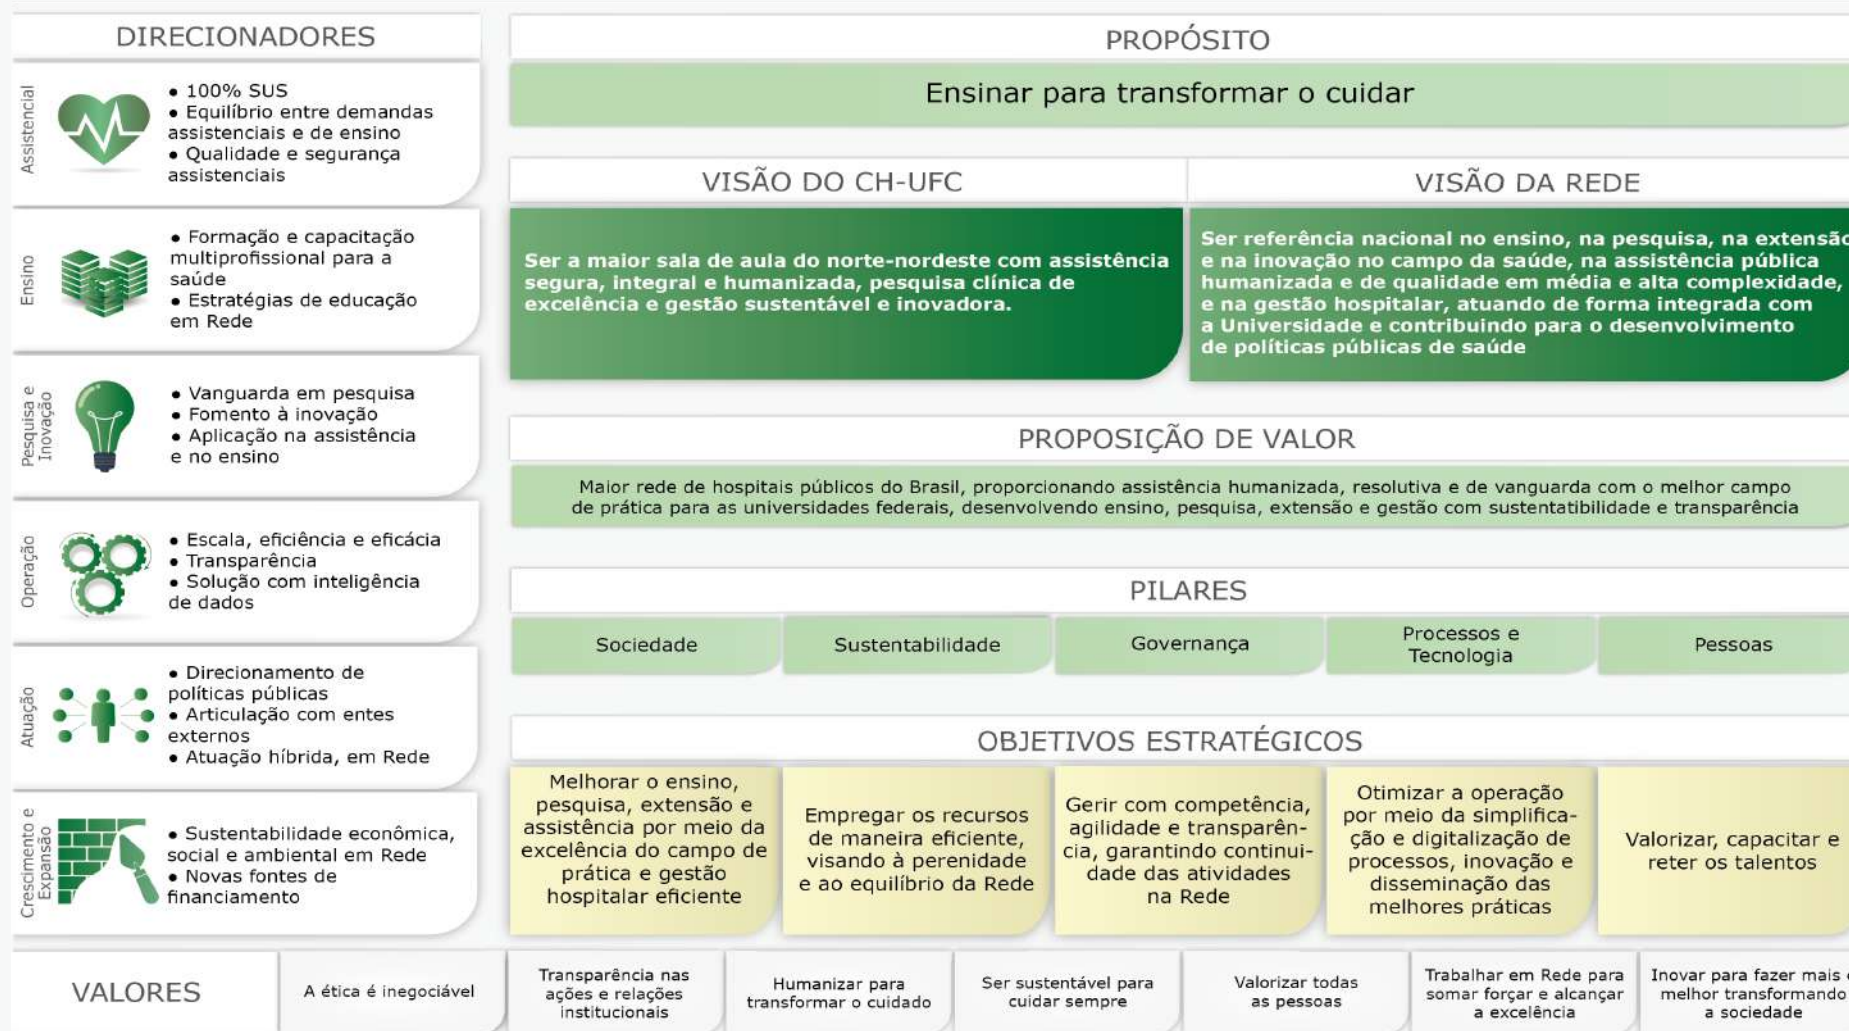 DIRECIONADORES
Assistencial
● 100% SUS
● Equilíbrio entre demandas
assistenciais e de ensino
● Qualidade e segurança
assistenciais
Ensino
● Formação e capacitação
multiprofissional para a
saúde
● Estratégias de educação
em Rede
Pesquisa e
Inovação
● Vanguarda em pesquisa
● Fomento à inovação
● Aplicação na assistência
e no ensino
Operação
● Escala, eficiência e eficácia
● Transparência
● Solução com inteligência
de dados
Atuação
● Direcionamento de
políticas públicas
● Articulação com entes
externos
● Atuação híbrida, em Rede
Crescimento e
Expansão
● Sustentabilidade econômica,
social e ambiental em Rede
● Novas fontes de
financiamento
PROPÓSITO
Ensinar para transformar o cuidar
VISÃO DO CH-UFC
Ser a maior sala de aula do norte-nordeste com assistência
segura, integral e humanizada, pesquisa clínica de
excelência e gestão sustentável e inovadora.
VISÃO DA REDE
Ser referência nacional no ensino, na pesquisa, na extensão
e na inovação no campo da saúde, na assistência pública
humanizada e de qualidade em média e alta complexidade,
e na gestão hospitalar, atuando de forma integrada com
a Universidade e contribuindo para o desenvolvimento
de políticas públicas de saúde
PROPOSIÇÃO DE VALOR
Maior rede de hospitais públicos do Brasil, proporcionando assistência humanizada, resolutiva e de vanguarda com o melhor campo
de prática para as universidades federais, desenvolvendo ensino, pesquisa, extensão e gestão com sustentatibilidade e transparência
PILARES
Sociedade
Sustentabilidade
Governança
Processos e
Tecnologia
Pessoas
OBJETIVOS ESTRATÉGICOS
Melhorar o ensino,
pesquisa, extensão e
assistência por meio da
excelência do campo de
prática e gestão
hospitalar eficiente
Empregar os recursos
de maneira eficiente,
visando à perenidade
e ao equilíbrio da Rede
Gerir com competência,
agilidade e transparên-
cia, garantindo continui-
dade das atividades
na Rede
Otimizar a operação
por meio da simplifica-
ção e digitalização de
processos, inovação e
disseminação das
melhores práticas
Valorizar, capacitar e
reter os talentos
VALORES
A ética é inegociável
Transparência nas
ações e relações
institucionais
Humanizar para
transformar o cuidado
Ser sustentável para
cuidar sempre
Valorizar todas
as pessoas
Trabalhar em Rede para
somar forçar e alcançar
a excelência
Inovar para fazer mais
melhor transformando
a sociedade